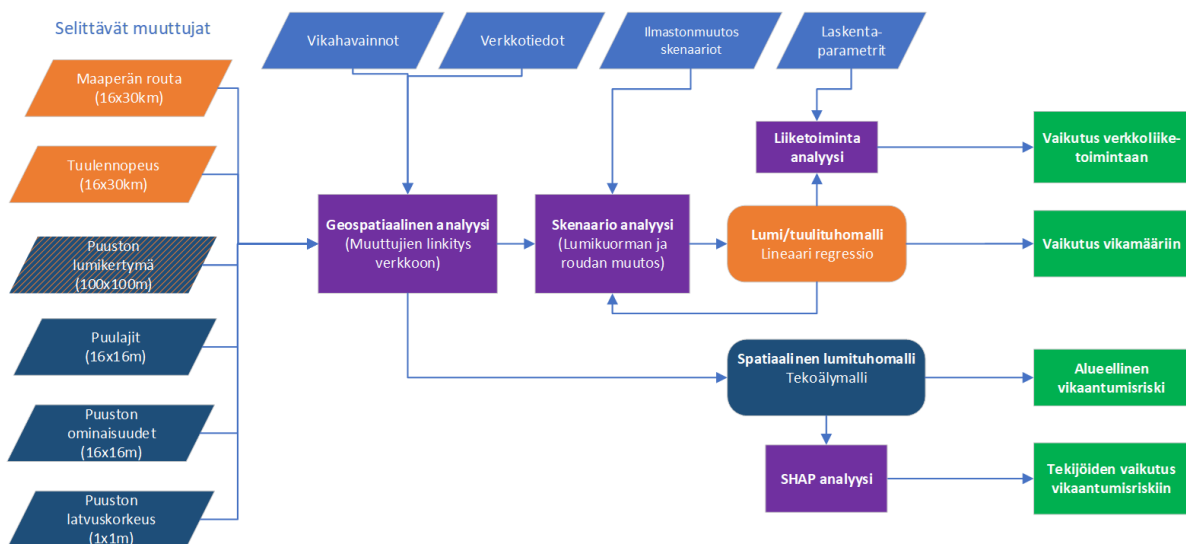 Selittävät muuttujat
Vikahavainnot
Verkkotiedot
Ilmastonmuutos
skenaariot
Laskenta-
parametrit
Maaperän routa
(16x30km)
Tuulennopeus
(16x30km)
Puuston
lumikertymä
(100x100m)
Puulajit
(16x16m)
Puuston
ominaisuudet
(16x16m)
Puuston
latvuskorkeus
(1x1m)
Geospatiaalinen analyysi
(Muuttujien linkitys
verkkoon)
Skenaario analyysi
(Lumikuorman ja
roudan muutos)
Liiketoiminta
analyysi
Lumi/tuulituhomalli
Lineaari regressio
Spatiaalinen lumituhomalli
Tekoälymalli
SHAP analyysi
Vaikutus verkkoliike-
toimintaan
Vaikutus vikamääriin
Alueellinen
vikaantumisriski
Tekijöiden vaikutus
vikaantumisriskiin